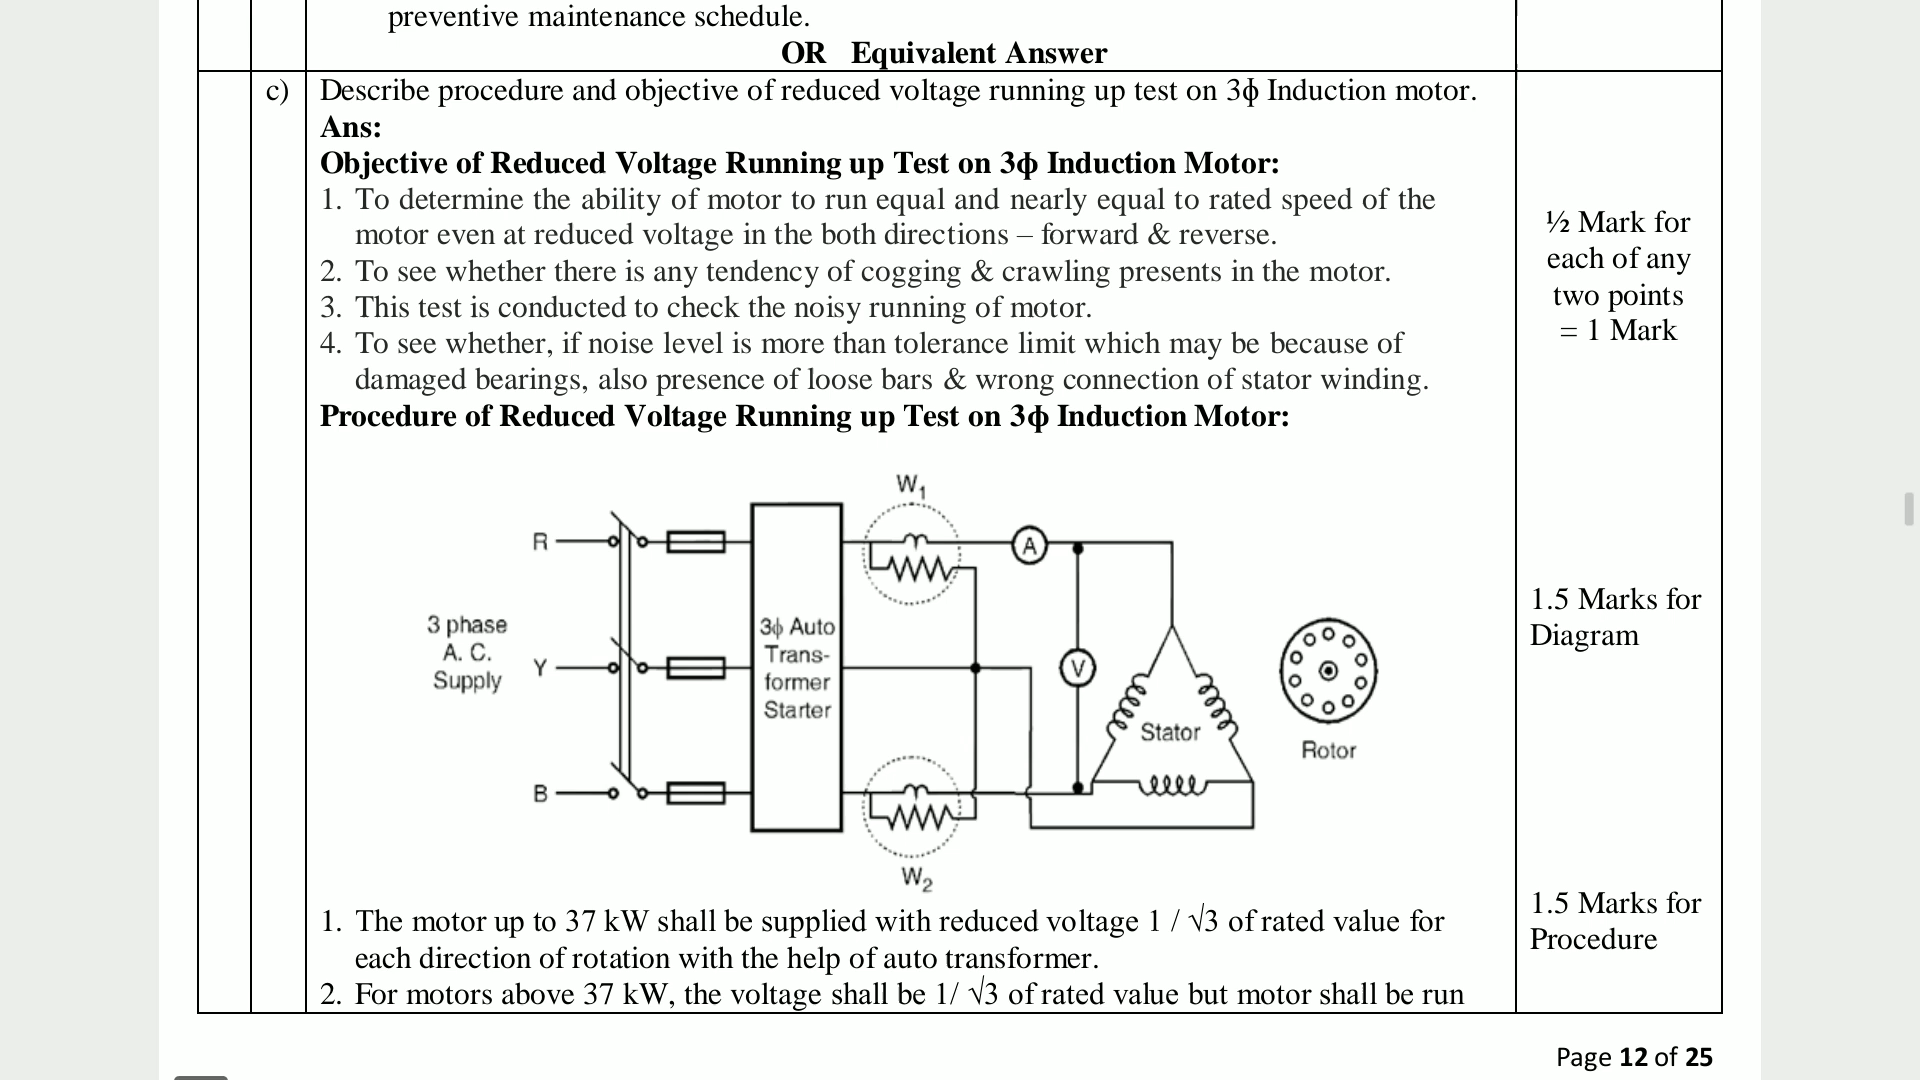 preventive maintenance schedule.
OR Equivalent Answer
c) Describe procedure and objective of reduced voltage running up test on 3ϕ Induction motor.
Ans:
Objective of Reduced Voltage Running up Test on 3ϕ Induction Motor:
1. To determine the ability of motor to run equal and nearly equal to rated speed of the
motor even at reduced voltage in the both directions – forward & reverse.
2. To see whether there is any tendency of cogging & crawling presents in the motor.
3. This test is conducted to check the noisy running of motor.
4. To see whether, if noise level is more than tolerance limit which may be because of
damaged bearings, also presence of loose bars & wrong connection of stator winding.
½ Mark for
each of any
two points
= 1 Mark
Procedure of Reduced Voltage Running up Test on 3ϕ Induction Motor:
W1
R
A
3 phase
A. C.
Supply
Y
3ϕ Auto
Trans-
former
Starter
V
Stator
Rotor
B
W2
1.5 Marks for
Diagram
1. The motor up to 37 kW shall be supplied with reduced voltage 1 / √3 of rated value for
each direction of rotation with the help of auto transformer.
2. For motors above 37 kW, the voltage shall be 1/ √3 of rated value but motor shall be run
1.5 Marks for
Procedure
Page 12 of 25